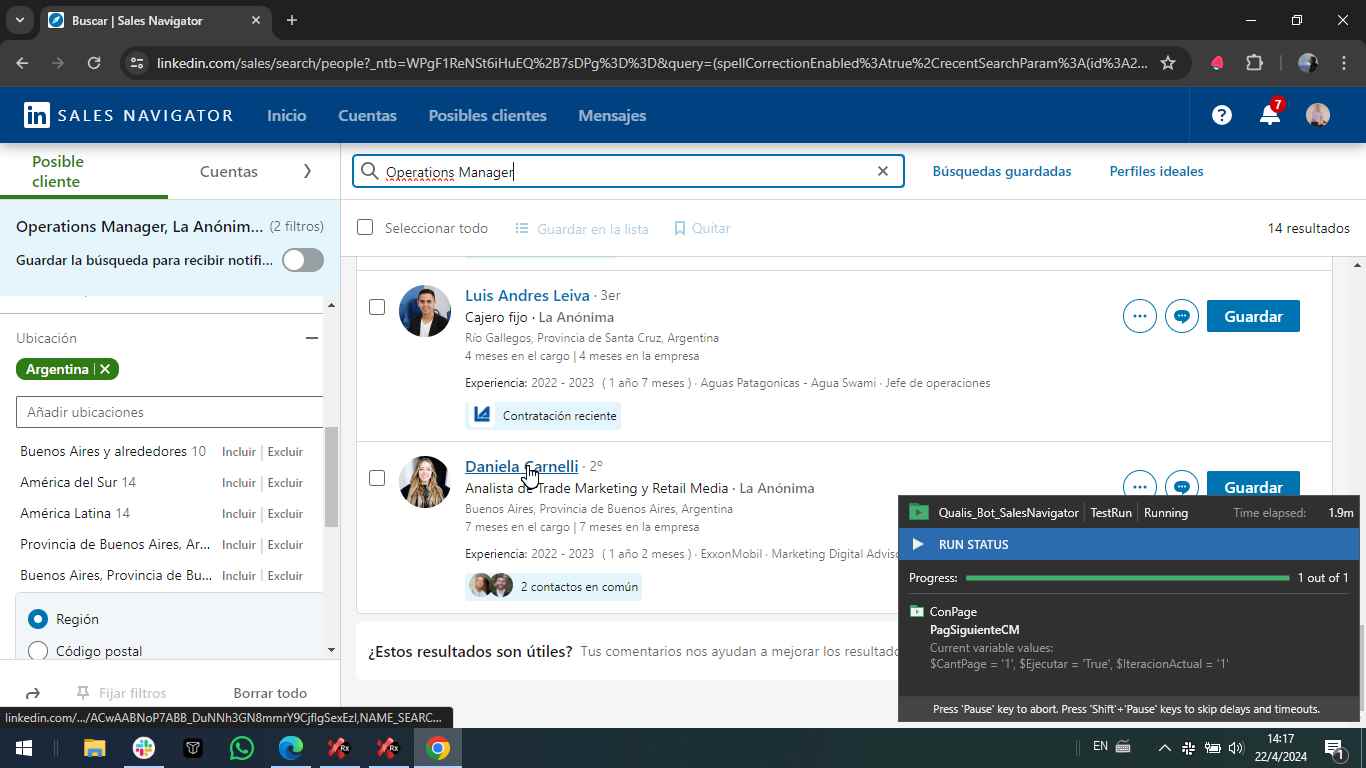 Buscar | Sales Navigator
linkedin.com/sales/search/people?_ntb=WPgF1ReNSt6iHuEQ%2B7sDPg%3D%3D&query=(spellCorrectionEnabled%3Atrue%2CrecentSearchParam%3A(id%3A2...
in SALES NAVIGATOR
Inicio
Cuentas
Posibles clientes
Mensajes
7
Posible cliente
Cuentas
Operations Manager
Búsquedas guardadas
Perfiles ideales
Operations Manager, La Anónim... (2 filtros)
Guardar la búsqueda para recibir notifi...
Seleccionar todo
Guardar en la lista
Quitar
14 resultados
Ubicación
Argentina
Añadir ubicaciones
Buenos Aires y alrededores 10 Incluir | Excluir
América del Sur 14 Incluir | Excluir
América Latina 14 Incluir | Excluir
Provincia de Buenos Aires, Ar... Incluir | Excluir
Buenos Aires, Provincia de Bu... Incluir | Excluir
Región
Código postal
Fijar filtros
Borrar todo
Luis Andres Leiva · 3er
Cajero fijo · La Anónima
Río Gallegos, Provincia de Santa Cruz, Argentina
4 meses en el cargo | 4 meses en la empresa
Experiencia: 2022 - 2023 ( 1 año 7 meses ) · Aguas Patagonicas - Agua Swami · Jefe de operaciones
Contratación reciente
Guardar
Daniela Carnelli · 2º
Analista de Trade Marketing y Retail Media · La Anónima
Buenos Aires, Provincia de Buenos Aires, Argentina
7 meses en el cargo | 7 meses en la empresa
Experiencia: 2022 - 2023 ( 1 año 2 meses ) · ExxonMobil · Marketing Digital Adviso
2 contactos en común
Guardar
¿Estos resultados son útiles? Tus comentarios nos ayudan a mejorar los resultado
Qualis_Bot_SalesNavigator | TestRun | Running Time elapsed: 1.9m
RUN STATUS
Progress: 1 out of 1
ConPage
PagSiguienteCM
Current variable values:
$CantPage = '1', $Ejecutar = 'True', $IteracionActual = '1'
Press 'Pause' key to abort. Press 'Shift'+'Pause' keys to skip delays and timeouts.
linkedin.com/.../ACwAABNoP7ABB_DuNNh3GN8mmrY9CjflgSexEzI,NAME_SEARC...
Rx
Rx
EN
14:17
22/4/2024
1